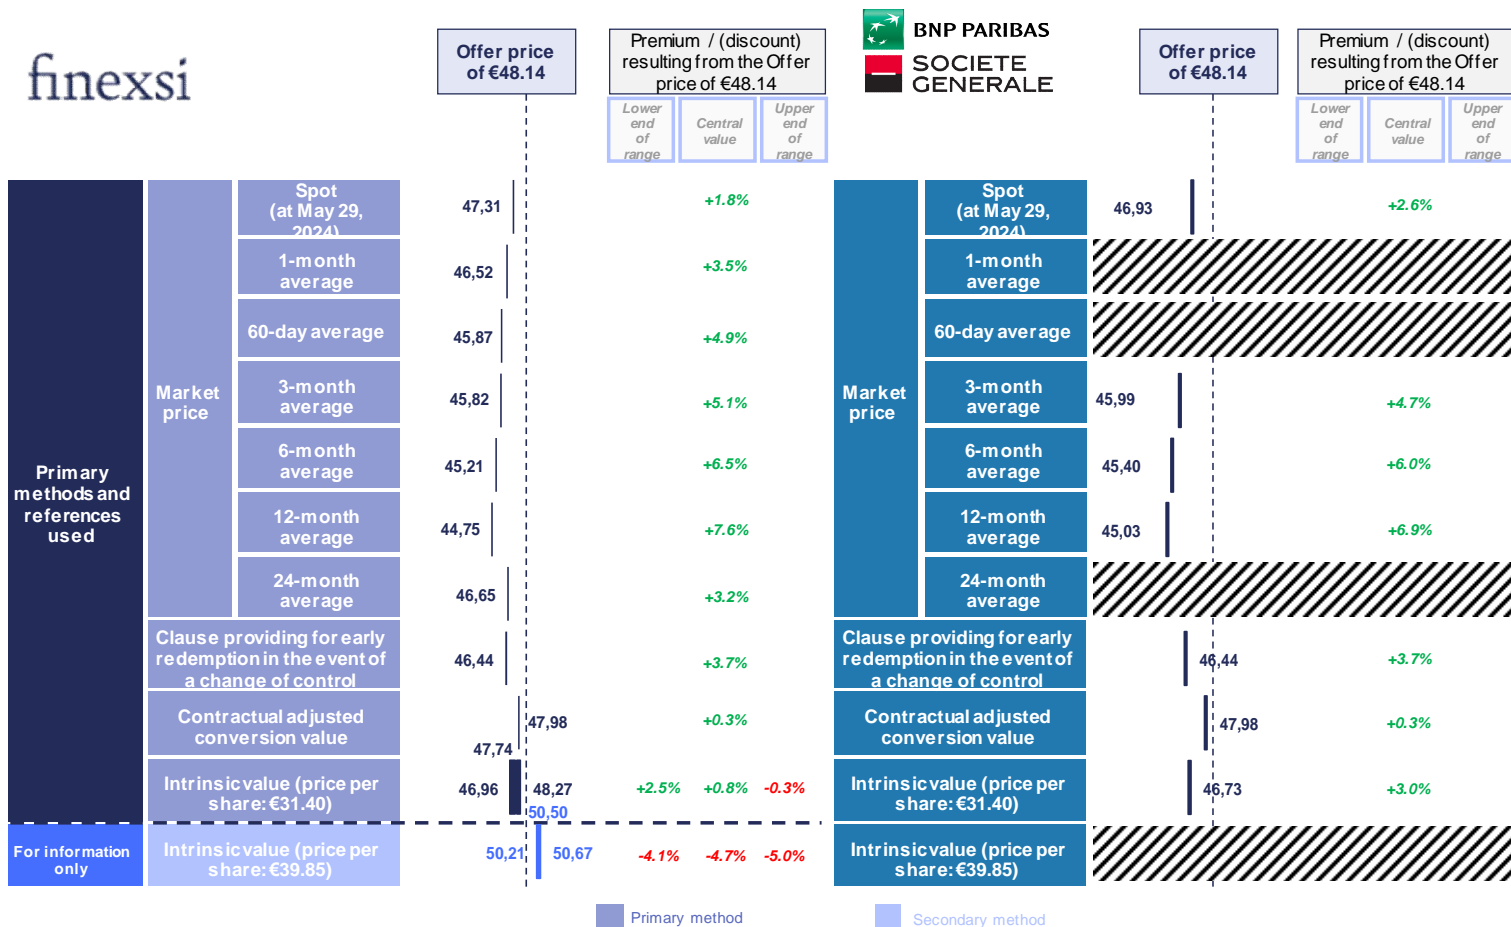 finexsi
Offer price
of €48.14
Premium / (discount)
resulting from the Offer
price of €48.14
Lower
end
of
range
Central
value
Upper
end
of
range
BNP PARIBAS
SOCIETE
GENERALE
Offer price
of €48.14
Premium / (discount)
resulting from the Offer
price of €48.14
Lower
end
of
range
Central
value
Upper
end
of
range
Primary
methods and
references
used
Market
price
Spot
(at May 29,
2024)
47,31
+1.8%
1-month
average
46,52
+3.5%
60-day average
45,87
+4.9%
3-month
average
45,82
+5.1%
6-month
average
45,21
+6.5%
12-month
average
44,75
+7.6%
24-month
average
46,65
+3.2%
Clause providing for early
redemption in the event of
a change of control
46,44
+3.7%
Contractual adjusted
conversion value
47,98
47,74
+0.3%
Intrinsic value (price per
share: €31.40)
46,96
48,27
+2.5%
+0.8%
-0.3%
For information
only
Intrinsic value (price per
share: €39.85)
50,50
50,21
50,67
-4.1%
-4.7%
-5.0%
Market
price
Spot
(at May 29,
2024)
46,93
+2.6%
1-month
average
60-day average
3-month
average
45,99
+4.7%
6-month
average
45,40
+6.0%
12-month
average
45,03
+6.9%
24-month
average
Clause providing for early
redemption in the event of
a change of control
46,44
+3.7%
Contractual adjusted
conversion value
47,98
+0.3%
Intrinsic value (price per
share: €31.40)
46,73
+3.0%
Intrinsic value (price per
share: €39.85)
Primary method
Secondary method